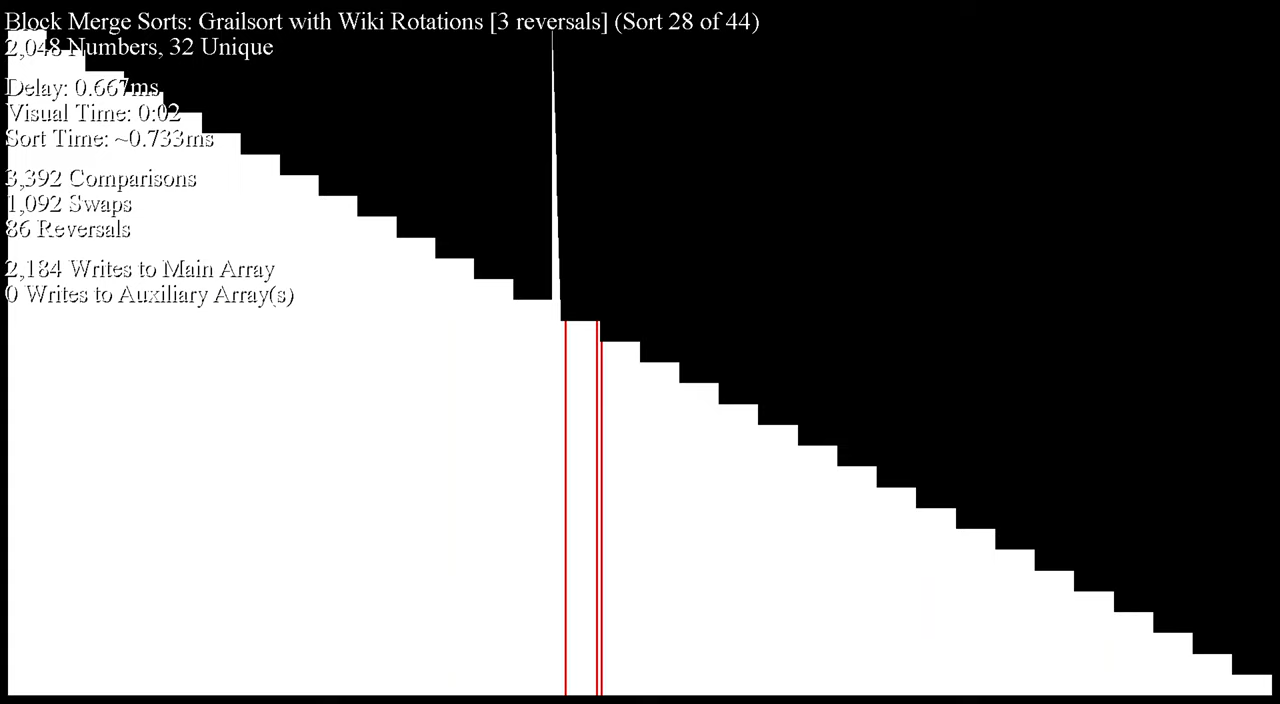 Block Merge Sorts: Grailsort with Wiki Rotations [3 reversals] (Sort 28 of 44)
2,048 Numbers, 32 Unique
Delay: 0.667ms
Visual Time: 0:02
Sort Time: ~0.733ms
3,392 Comparisons
1,092 Swaps
86 Reversals
2,184 Writes to Main Array
0 Writes to Auxiliary Array(s)